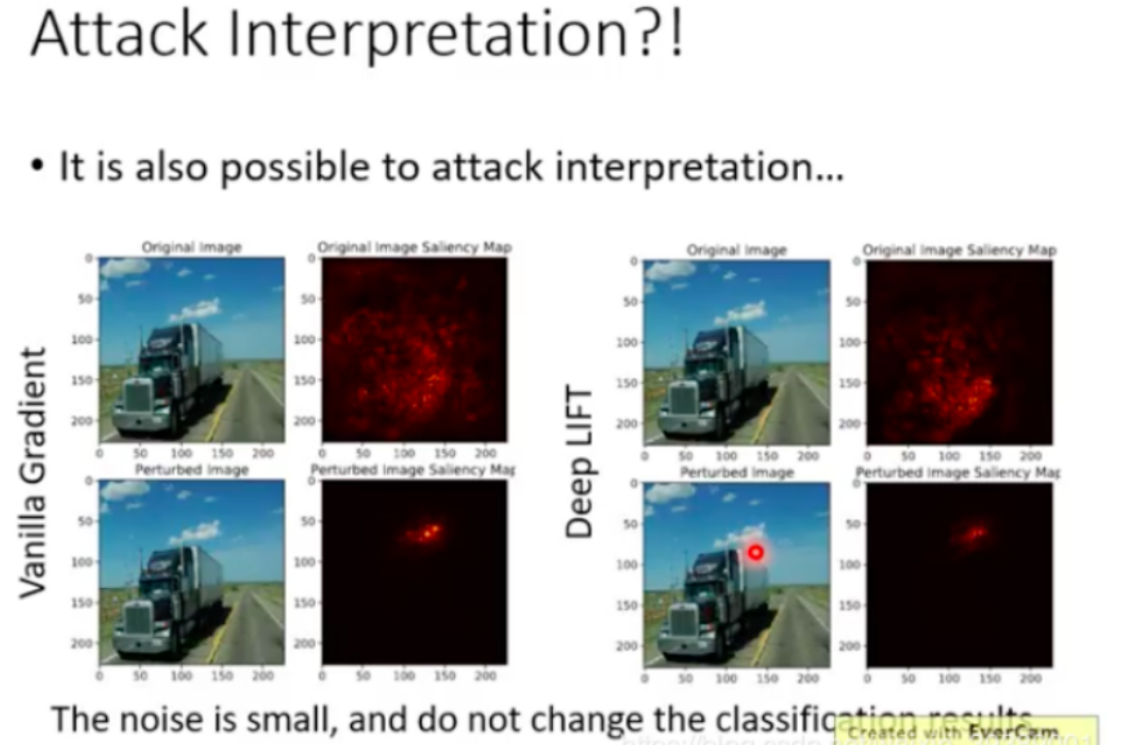 Attack Interpretation?!
• It is also possible to attack interpretation...
Vanilla Gradient
Original Image
Original Image Saliency Map
0
50
100
150
200
0 50 100 150 200
0
50
100
150
200
0 50 100 150 200
Perturbed Image
Perturbed Image Saliency Map
0
50
100
150
200
0 50 100 150 200
0
50
100
150
200
0 50 100 150 200
Deep LIFT
Original Image
Original Image Saliency Map
0
50
100
150
200
0 50 100 150 200
0
50
100
150
200
0 50 100 150 200
Perturbed Image
Perturbed Image Saliency Map
0
50
100
150
200
0 50 100 150 200
0
50
100
150
200
0 50 100 150 200
The noise is small, and do not change the classification results.
Created with EverCam.